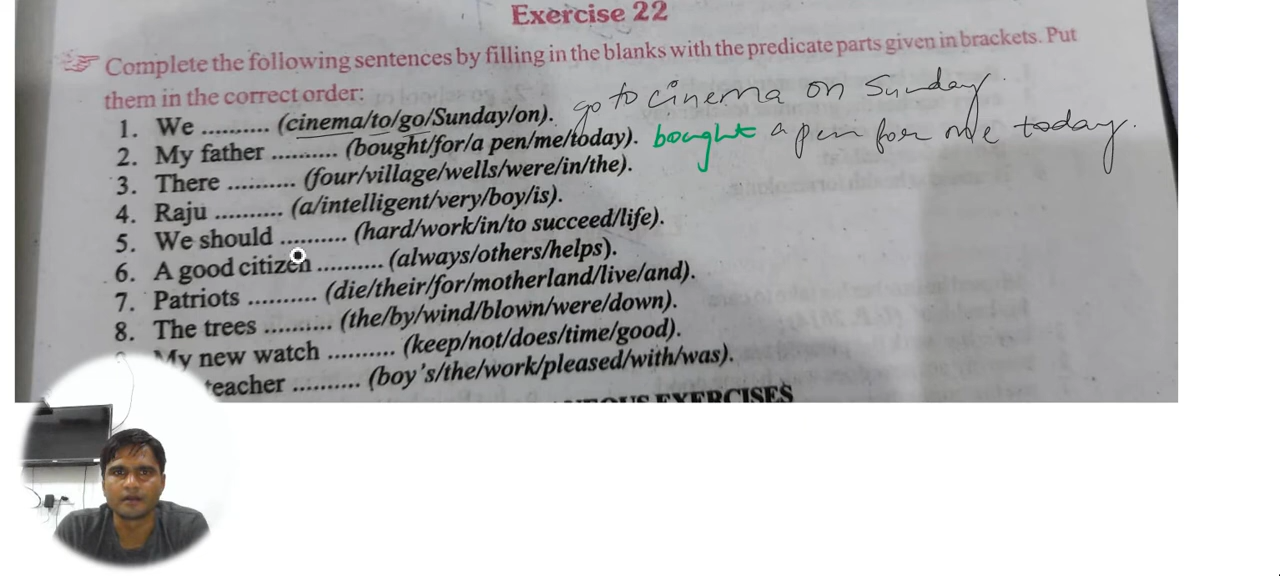 Exercise 22
Complete the following sentences by filling in the blanks with the predicate parts given in brackets. Put
them in the correct order:
1. We .......... (cinema/to/go/Sunday/on). go to cinema on Sunday.
2. My father .......... (bought/for/a pen/me/today). bought a pen for me today.
3. There .......... (four/village/wells/were/in/the).
4. Raju .......... (a/intelligent/very/boy/is).
5. We should .......... (hard/work/in/to succeed/life).
6. A good citizen .......... (always/others/helps).
7. Patriots .......... (die/their/for/motherland/live/and).
8. The trees .......... (the/by/wind/blown/were/down).
My new watch .......... (keep/not/does/time/good).
teacher .......... (boy's/the/work/pleased/with/was).
EXERCISES